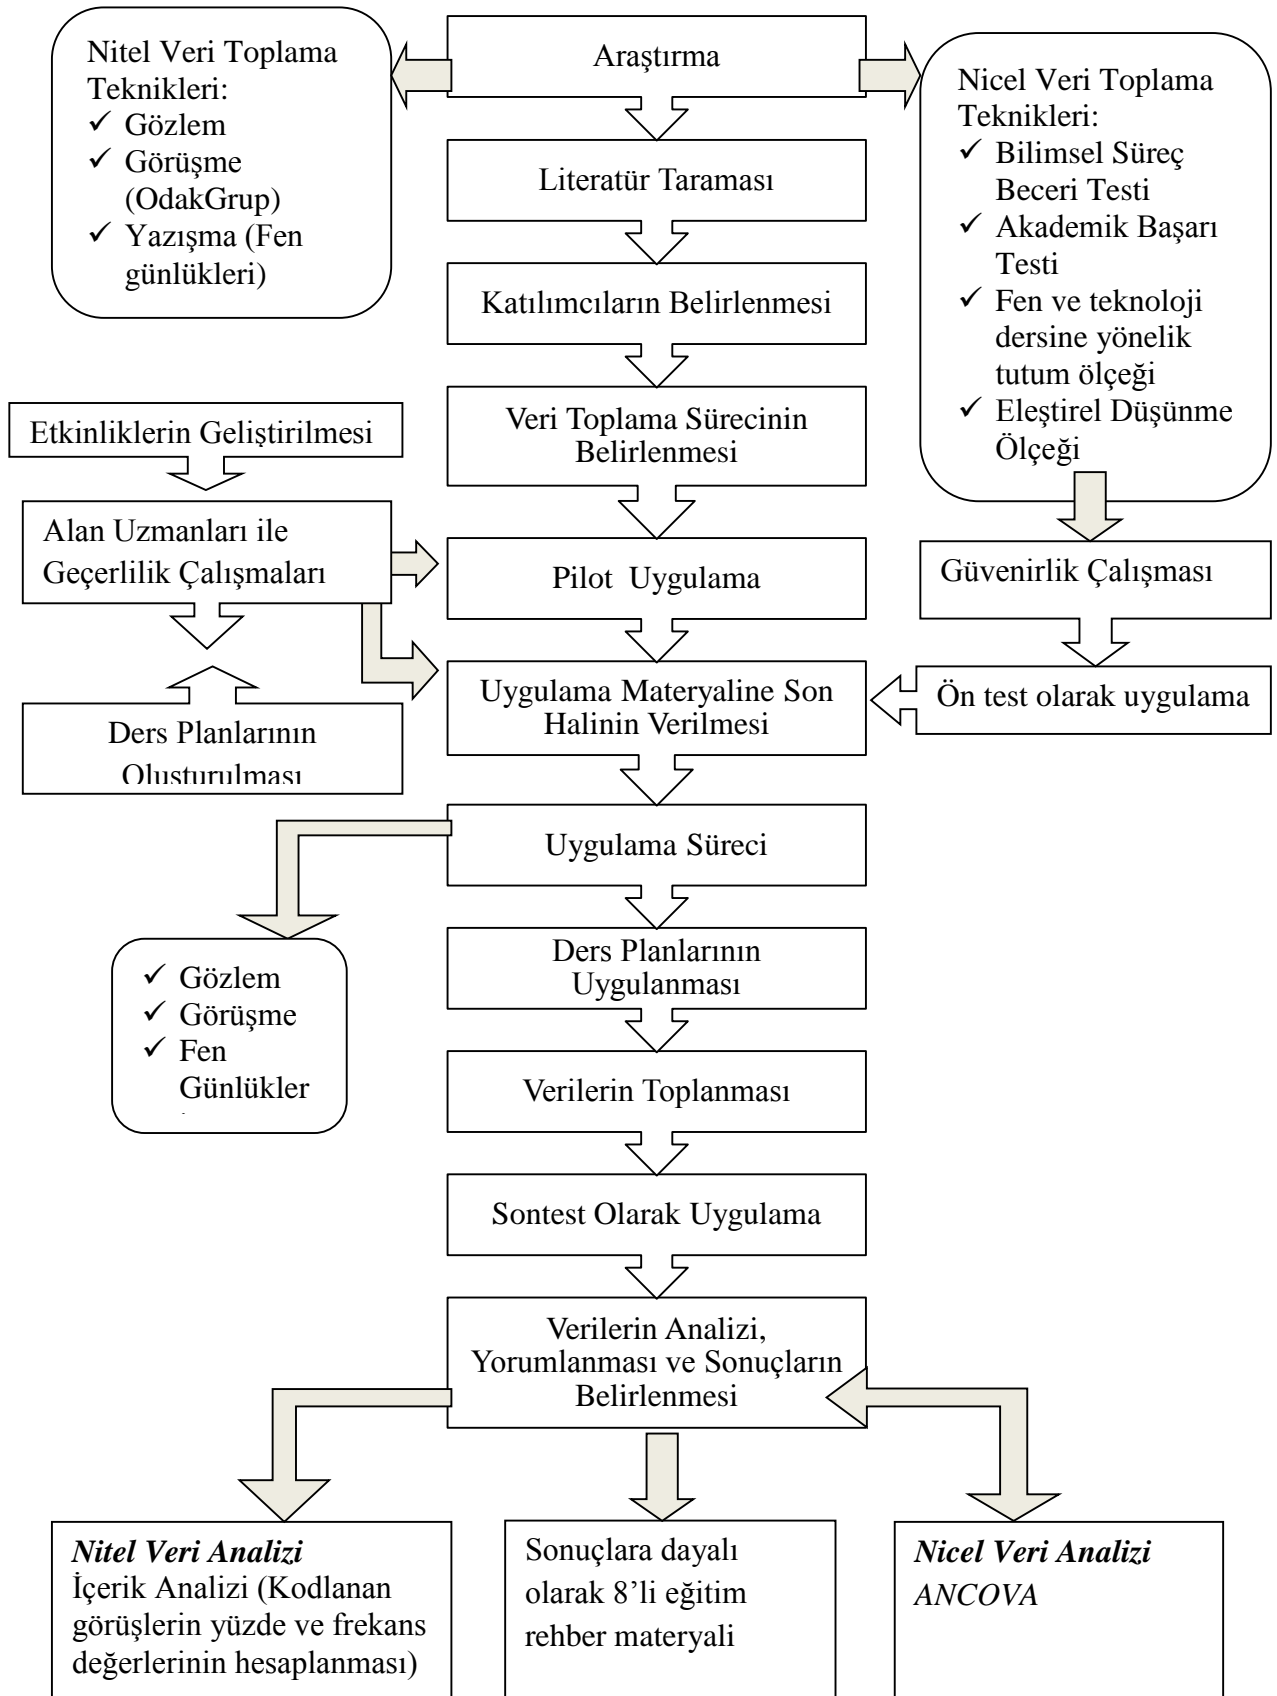 Nitel Veri Toplama
Teknikleri:
✓ Gözlem
✓ Görüşme
(OdakGrup)
✓ Yazışma (Fen
günlükleri)
Araştırma
Nicel Veri Toplama
Teknikleri:
✓ Bilimsel Süreç
Beceri Testi
✓ Akademik Başarı
Testi
✓ Fen ve teknoloji
dersine yönelik
tutum ölçeği
✓ Eleştirel Düşünme
Ölçeği
Literatür Taraması
Katılımcıların Belirlenmesi
Veri Toplama Sürecinin
Belirlenmesi
Etkinliklerin Geliştirilmesi
Alan Uzmanları ile
Geçerlilik Çalışmaları
Pilot Uygulama
Güvenirlik Çalışması
Ders Planlarının
Oluşturulması
Uygulama Materyaline Son
Halinin Verilmesi
Ön test olarak uygulama
Uygulama Süreci
✓ Gözlem
✓ Görüşme
✓ Fen
Günlükler
Ders Planlarının
Uygulanması
Verilerin Toplanması
Sontest Olarak Uygulama
Verilerin Analizi,
Yorumlanması ve Sonuçların
Belirlenmesi
Nitel Veri Analizi
İçerik Analizi (Kodlanan
görüşlerin yüzde ve frekans
değerlerinin hesaplanması)
Sonuçlara dayalı
olarak 8’li eğitim
rehber materyali
Nicel Veri Analizi
ANCOVA